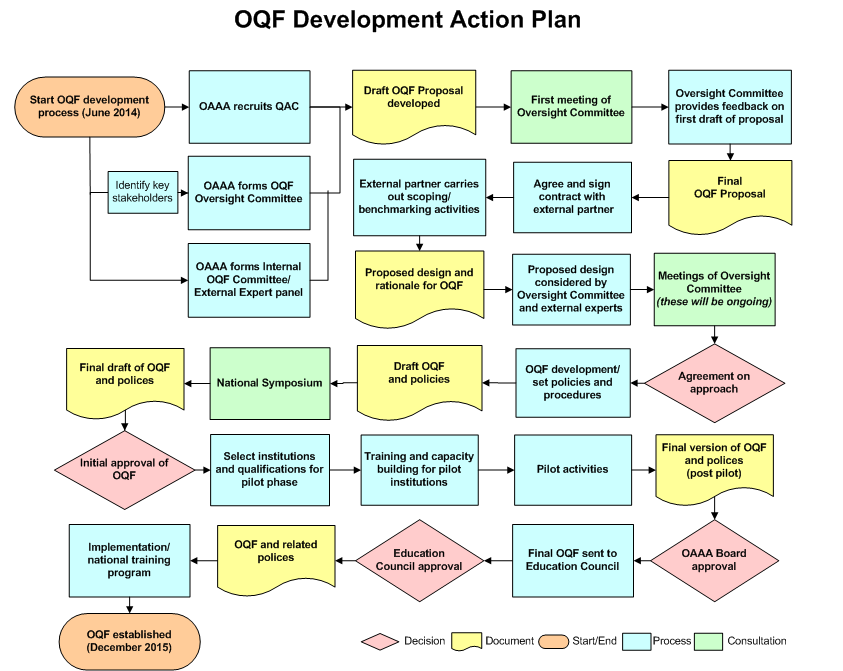 OQF Development Action Plan
Start OQF development
process (June 2014)
OAAA recruits QAC
Draft OQF Proposal
developed
First meeting of
Oversight Committee
Oversight Committee
provides feedback on
first draft of proposal
Identify key
stakeholders
OAAA forms OQF
Oversight Committee
External partner carries
out scoping/
benchmarking activities
Agree and sign
contract with
external partner
Final
OQF Proposal
OAAA forms Internal
OQF Committee/
External Expert panel
Proposed design and
rationale for OQF
Proposed design
considered by
Oversight Committee
and external experts
Meetings of Oversight
Committee
(these will be ongoing)
Final draft of OQF
and polices
National Symposium
Draft OQF
and policies
OQF development/
set policies and
procedures
Agreement on
approach
Initial approval of
OQF
Select institutions
and qualifications for
pilot phase
Training and capacity
building for pilot
institutions
Pilot activities
Final version of OQF
and polices
(post pilot)
Implementation/
national training
program
OQF and related
polices
Education
Council approval
Final OQF sent to
Education Council
OAAA Board
approval
OQF established
(December 2015)
Decision
Document
Start/End
Process
Consultation